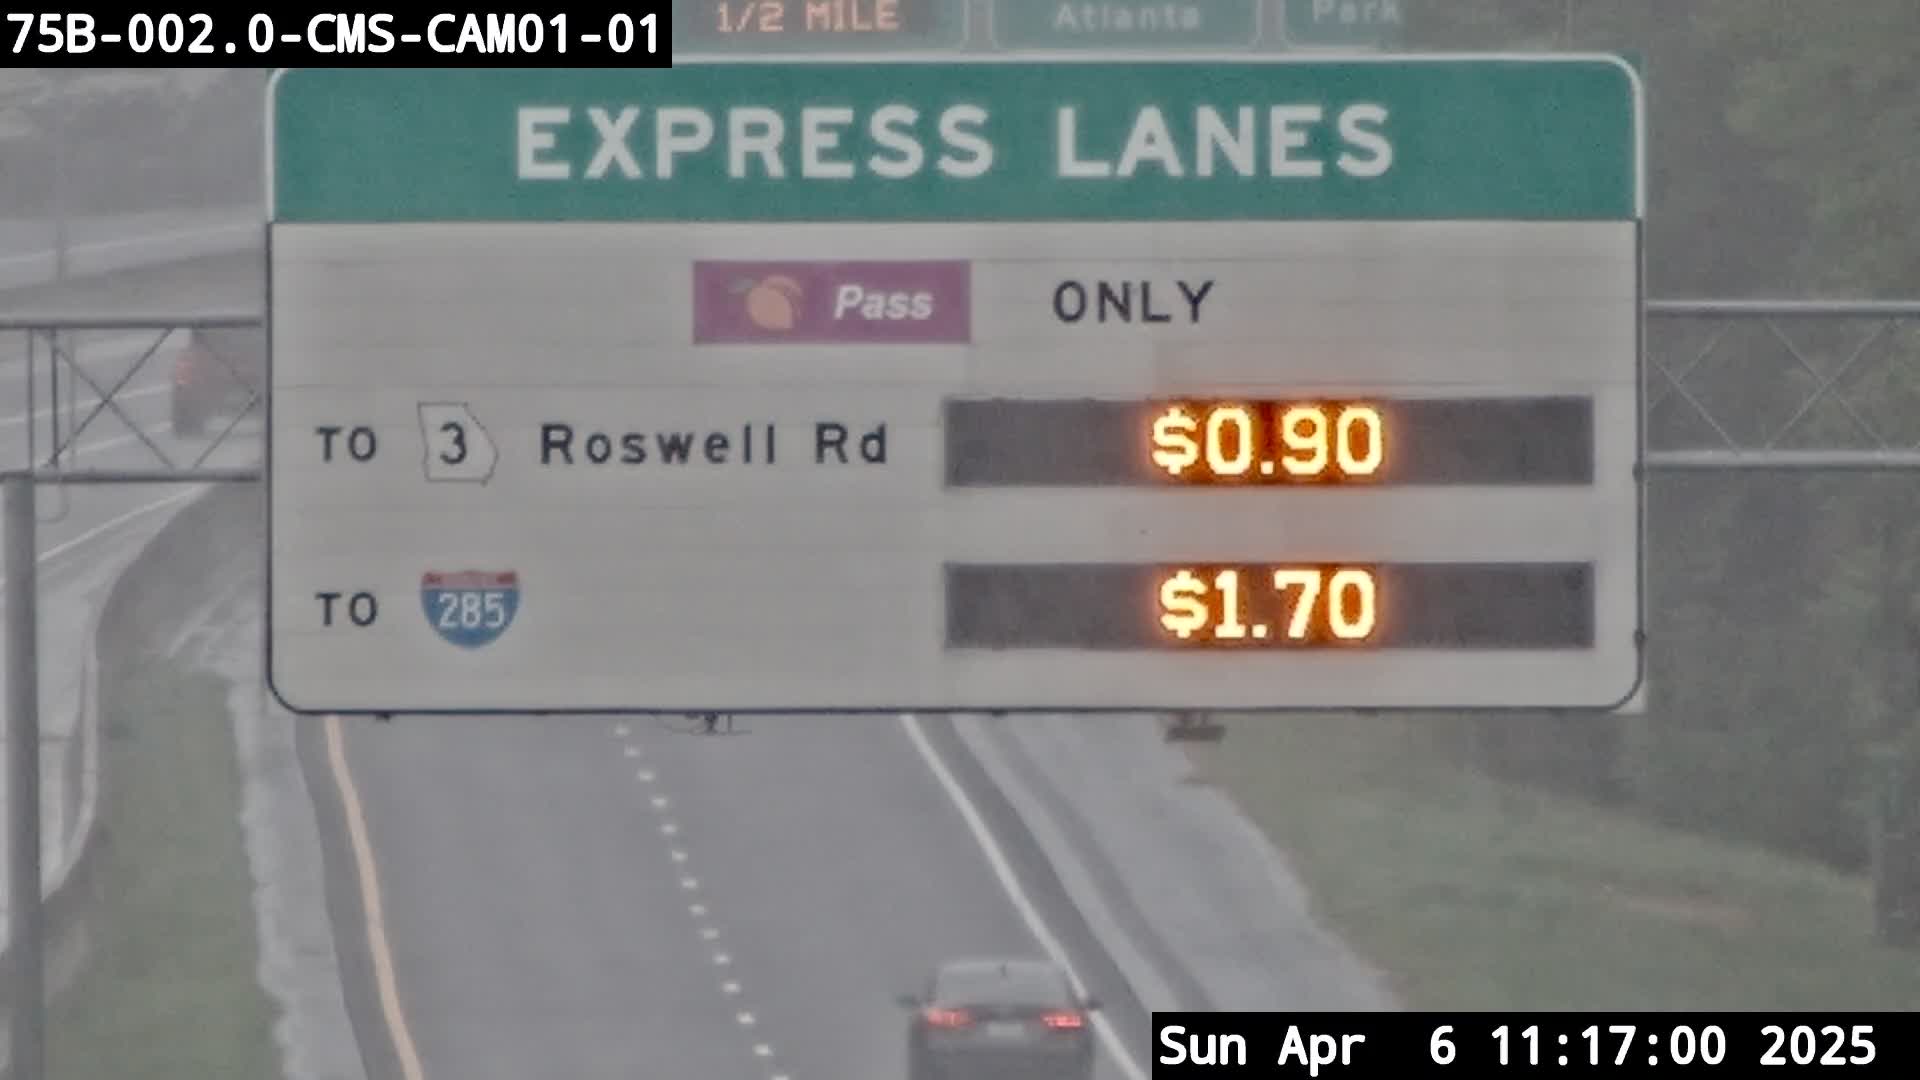 75B-002.0-CMS-CAM01-01
1/2 MILE
Atlanta
Park
EXPRESS LANES
Pass ONLY
TO 3 Roswell Rd $0.90
TO 285 $1.70
Sun Apr 6 11:17:00 2025